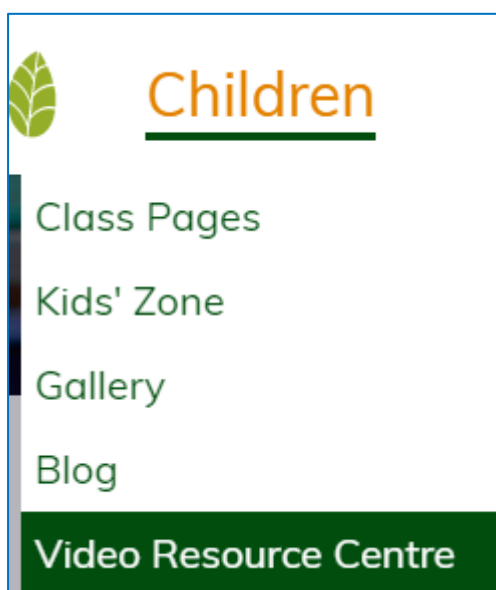 Children
Class Pages
Kids' Zone
Gallery
Blog
Video Resource Centre